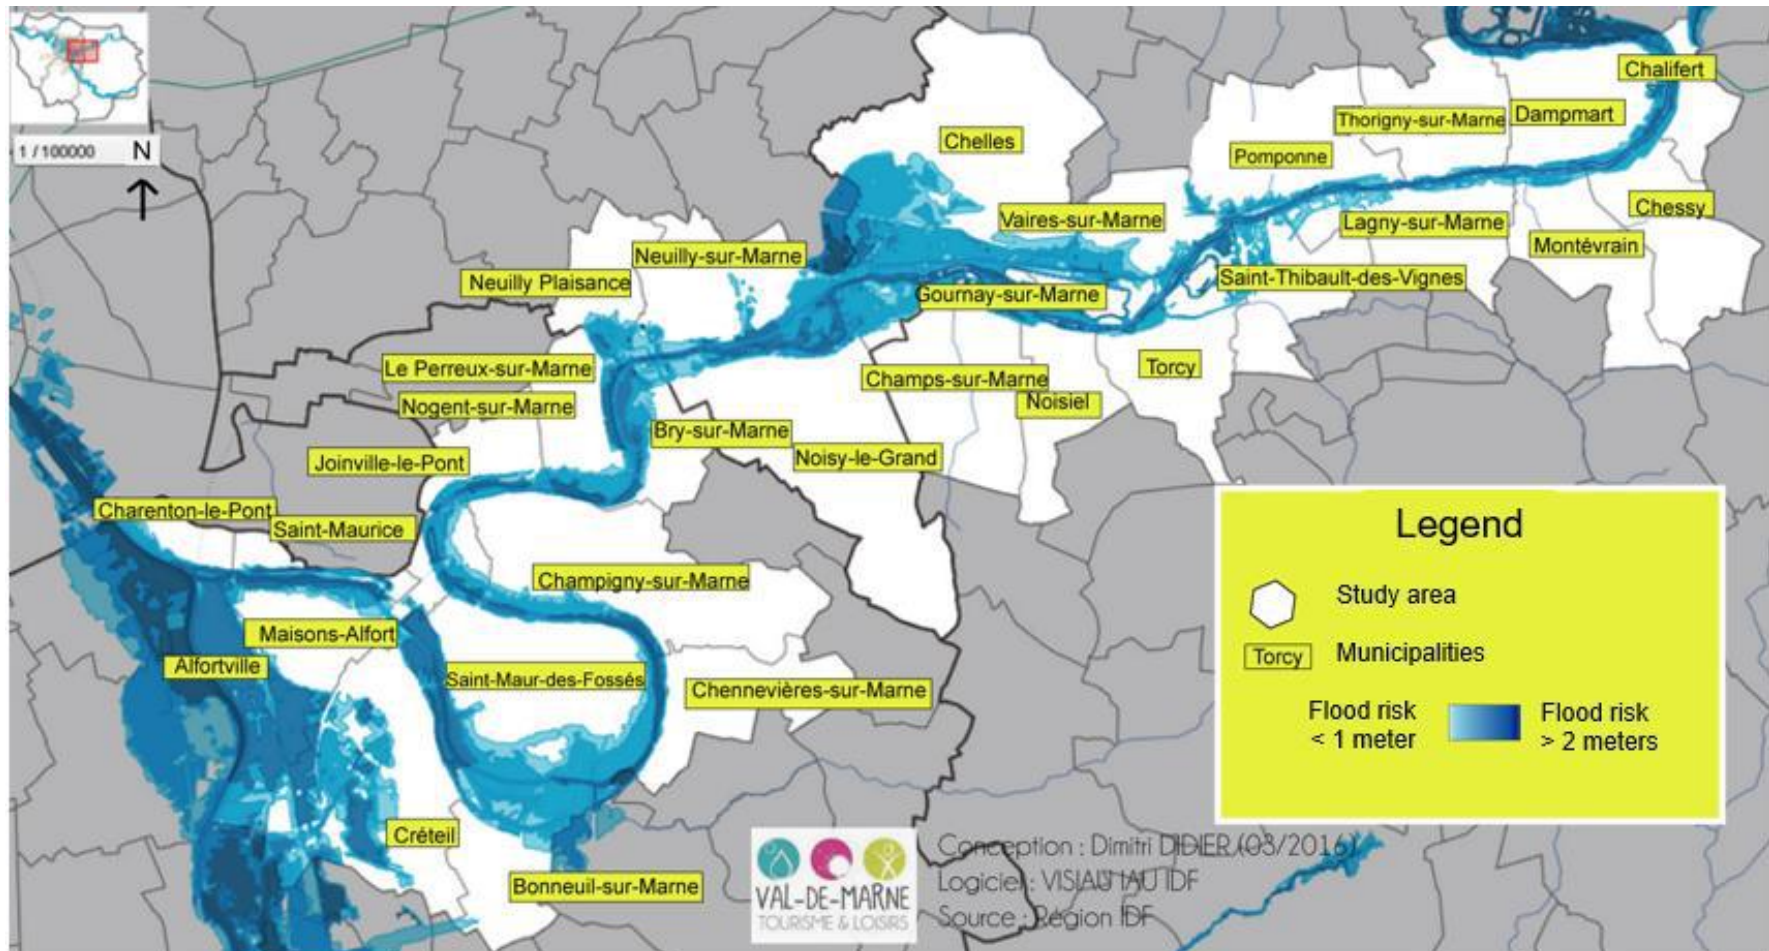 1 / 100000
N
Chalifert
Thorigny-sur-Marne
Dampmart
Chelles
Pomponne
Vaires-sur-Marne
Lagny-sur-Marne
Chessy
Montévrain
Neuilly-sur-Marne
Neuilly Plaisance
Saint-Thibault-des-Vignes
Gournay-sur-Marne
Le Perreux-sur-Marne
Champs-sur-Marne
Torcy
Nogent-sur-Marne
Noisiel
Bry-sur-Marne
Joinville-le-Pont
Noisy-le-Grand
Charenton-le-Pont
Saint-Maurice
Champigny-sur-Marne
Maisons-Alfort
Alfortville
Saint-Maur-des-Fossés
Chennevières-sur-Marne
Créteil
Bonneuil-sur-Marne
Legend
Study area
Torcy
Municipalities
Flood risk
< 1 meter
Flood risk
> 2 meters
VAL-DE-MARNE
TOURISME & LOISIRS
Conception : Dimitri DIDIER (03/2016)
Logiciel : VISIAU IAU IDF
Source : Région IDF